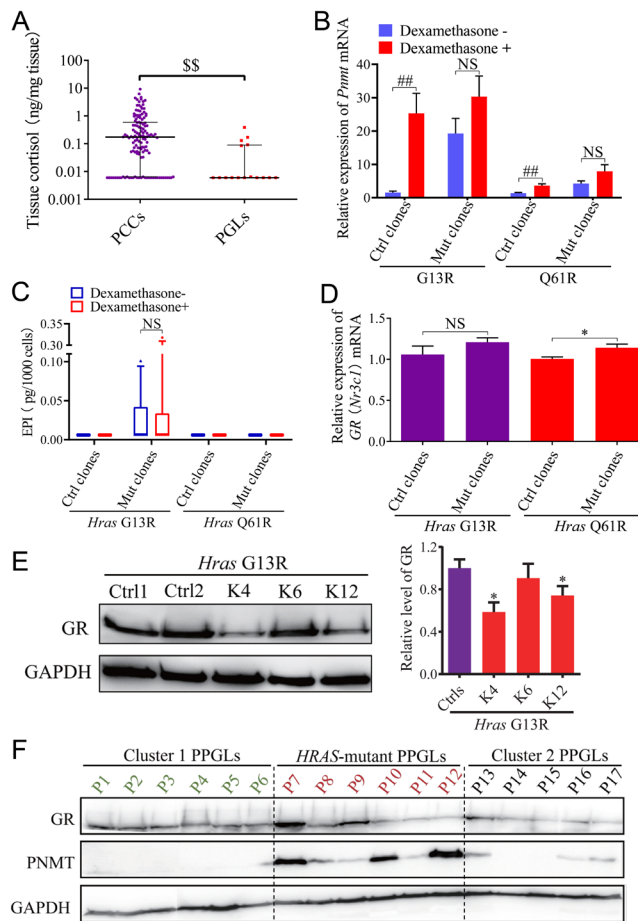 A
$$
Tissue cortisol (ng/mg tissue)
100
10
1
0.1
0.01
0.001
PCCs
PGLs
B
Dexamethasone -
Dexamethasone +
Relative expression of Pnmt mRNA
40
30
20
10
0
##
NS
##
NS
Ctrl clones
Mut clones
Ctrl clones
Mut clones
G13R
Q61R
C
Dexamethasone-
Dexamethasone+
EPI ( pg/1000 cells)
0.30
0.20
0.10
0.05
0.00
NS
Ctrl clones
Mut clones
Ctrl clones
Mut clones
Hras G13R
Hras Q61R
D
Relative expression of
GR (Nr3c1) mRNA
1.5
1.0
0.5
0.0
NS
*
Ctrl clones
Mut clones
Ctrl clones
Mut clones
Hras G13R
Hras Q61R
E
Hras G13R
Ctrl1 Ctrl2 K4 K6 K12
GR
GAPDH
Relative level of GR
1.2
0.8
0.4
0.0
*
*
Ctrls
K4
K6
K12
Hras G13R
F
Cluster 1 PPGLs HRAS-mutant PPGLs Cluster 2 PPGLs
P1 P2 P3 P4 P5 P6 P7 P8 P9 P10 P11 P12 P13 P14 P15 P16 P17
GR
PNMT
GAPDH